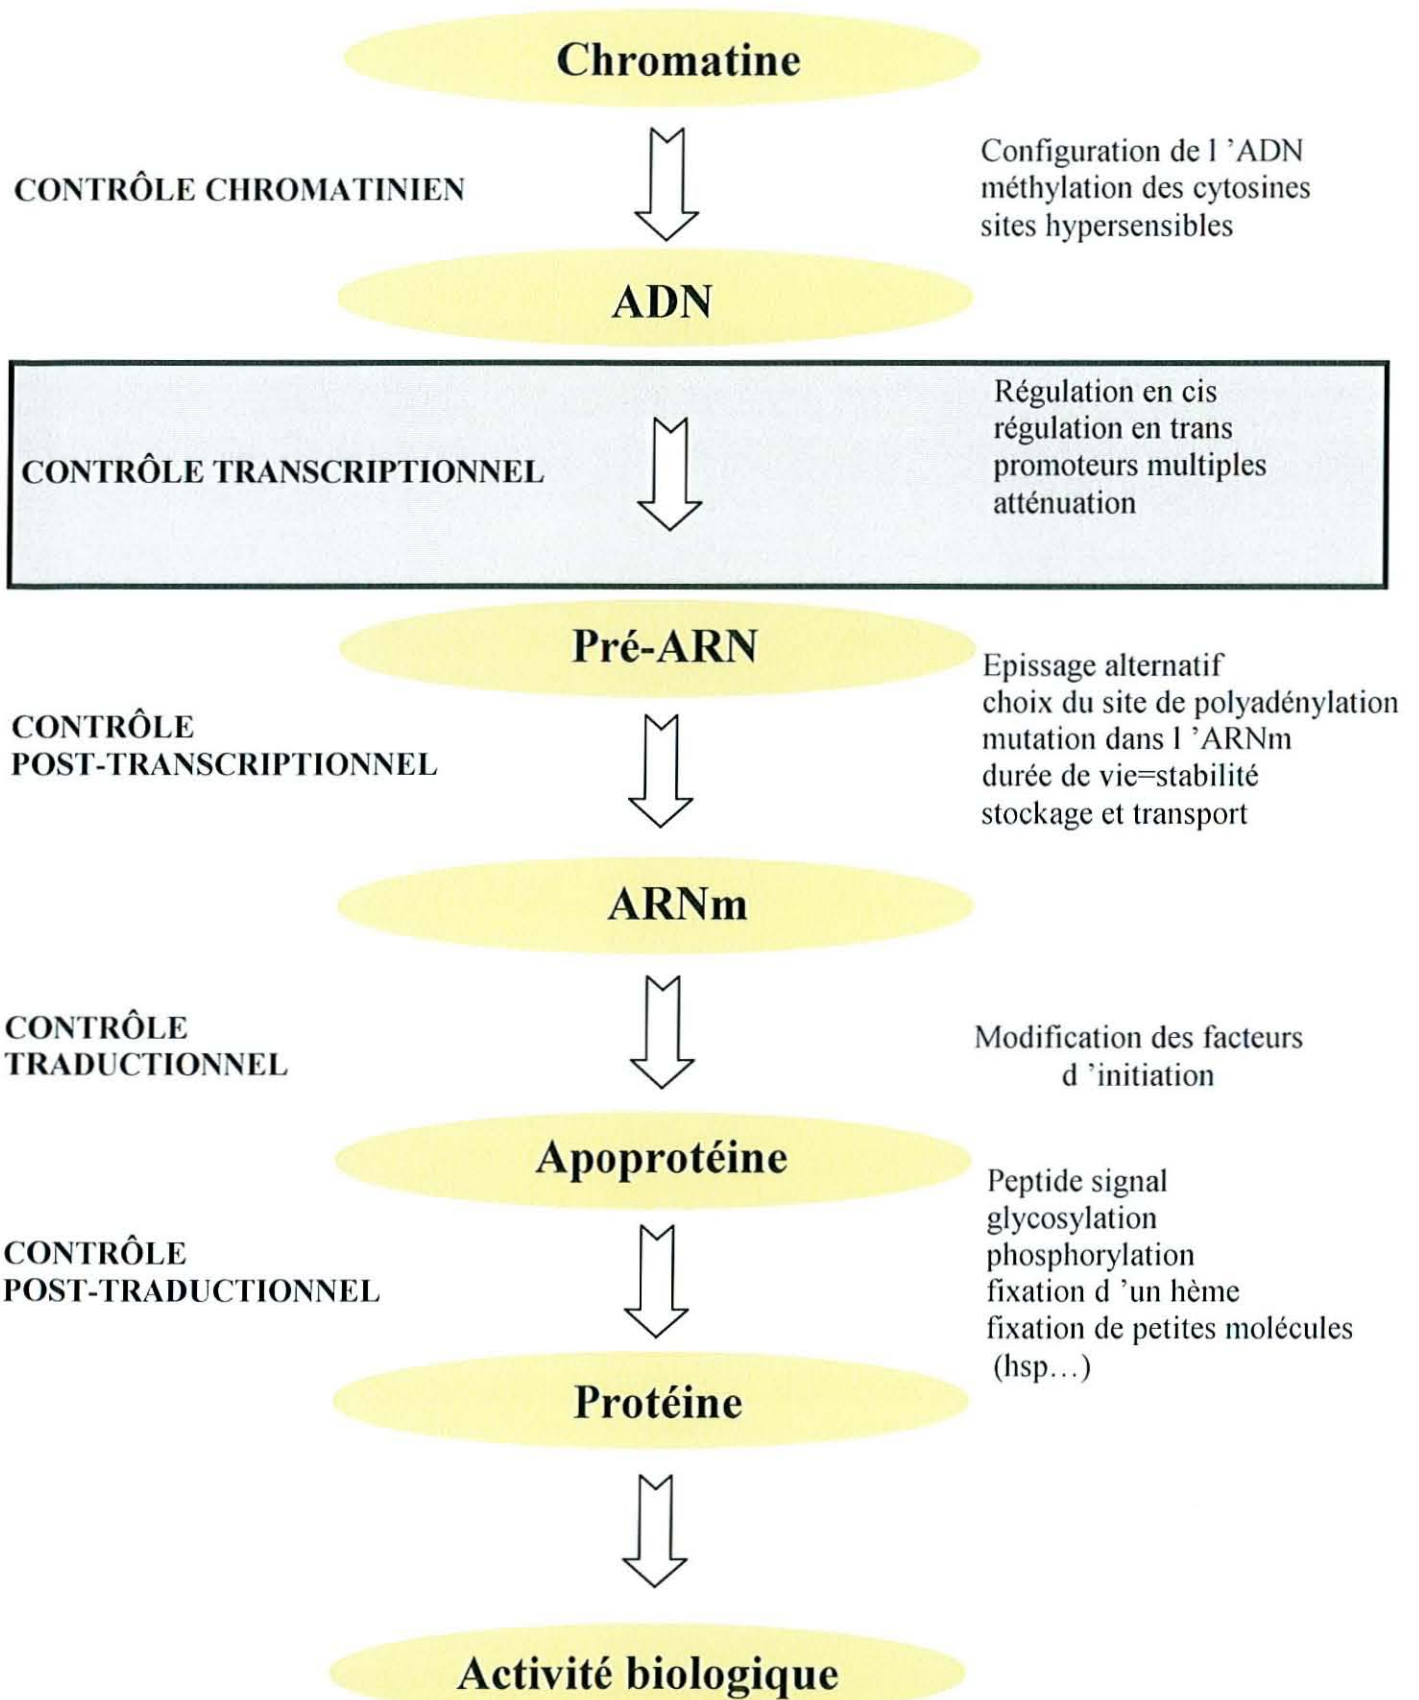 Chromatine
CONTRÔLE CHROMATINIEN
Configuration de l ’ADN
méthylation des cytosines
sites hypersensibles
ADN
CONTRÔLE TRANSCRIPTIONNEL
Régulation en cis
régulation en trans
promoteurs multiples
atténuation
Pré-ARN
CONTRÔLE
POST-TRANSCRIPTIONNEL
Epissage alternatif
choix du site de polyadénylation
mutation dans l ’ARNm
durée de vie=stabilité
stockage et transport
ARNm
CONTRÔLE
TRADUCTIONNEL
Modification des facteurs
d ’initiation
Apoprotéine
CONTRÔLE
POST-TRADUCTIONNEL
Peptide signal
glycosylation
phosphorylation
fixation d ’un hème
fixation de petites molécules
(hsp...)
Protéine
Activité biologique